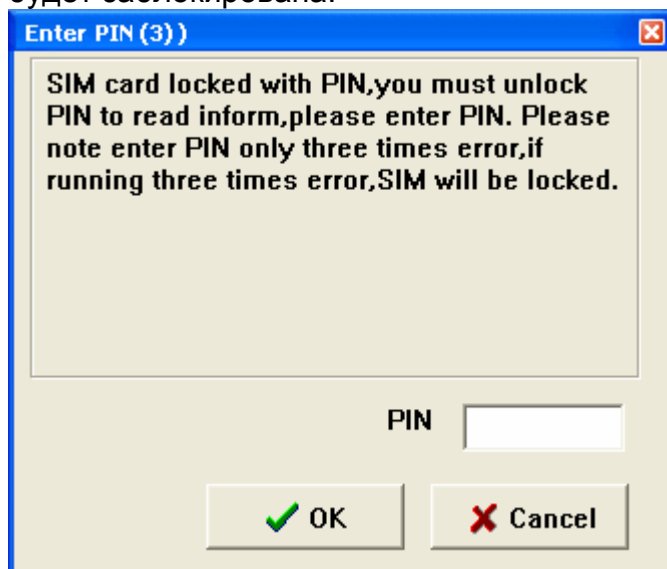 будет заблокирована.
Enter PIN (3) )
SIM card locked with PIN,you must unlock
PIN to read inform,please enter PIN. Please
note enter PIN only three times error,if
running three times error,SIM will be locked.
PIN
OK
Cancel